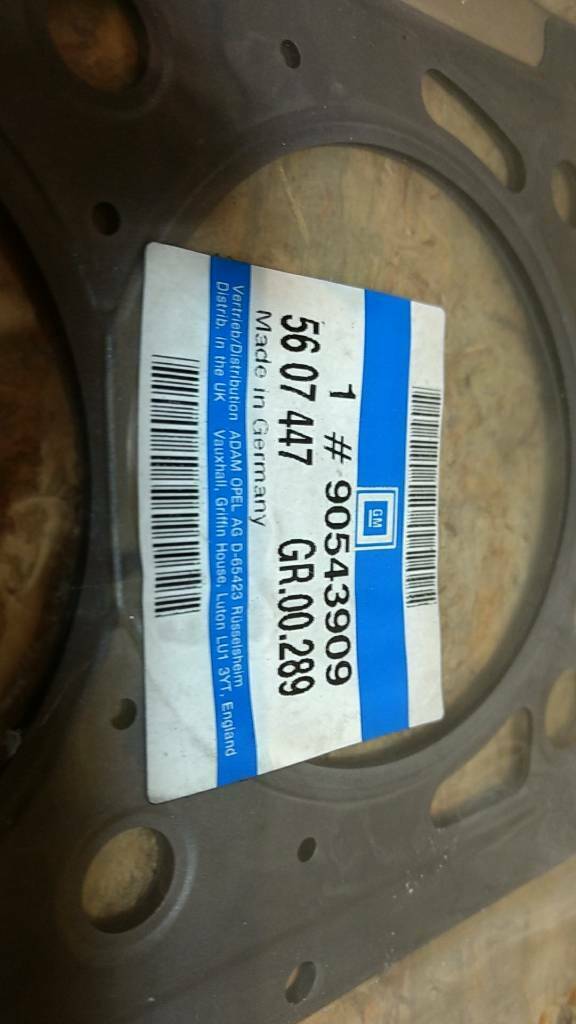 GM
1 # 90543909
56 07 447 GR.00.289
Made in Germany
Vertrieb/Distribution ADAM OPEL AG D-65423 Rüsselsheim
Distrib. in the UK Vauxhall, Griffin House, Luton LU1 3YT, England